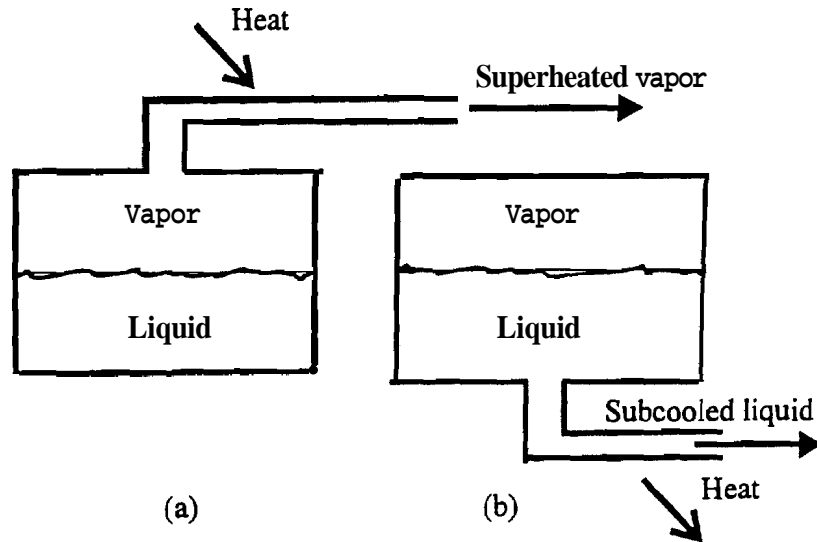 Heat
Superheated vapor
Vapor
Vapor
Liquid
Liquid
Subcooled liquid
Heat
(a)
(b)